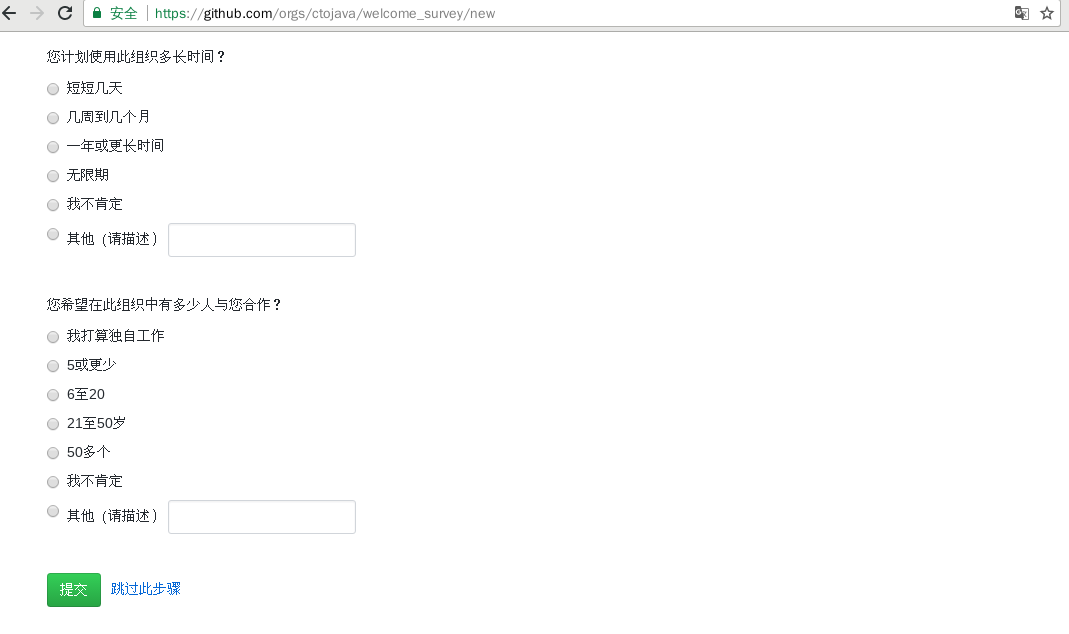 安全 https://github.com/orgs/ctojava/welcome_survey/new
您计划使用此组织多长时间？
短短几天
几周到几个月
一年或更长时间
无限期
我不肯定
其他（请描述）
您希望在此组织中有多少人与您合作？
我打算独自工作
5或更少
6至20
21至50岁
50多个
我不肯定
其他（请描述）
提交 跳过此步骤